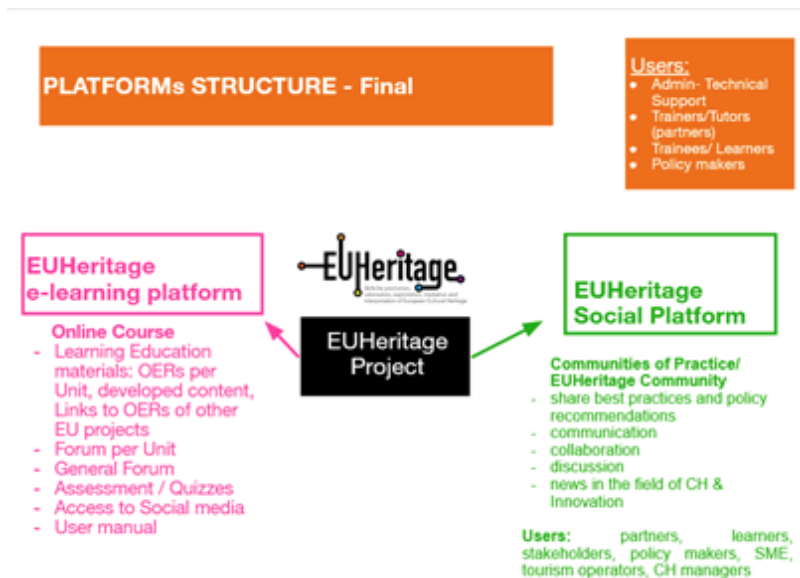 PLATFORMs STRUCTURE - Final
Users:
Admin- Technical
Support
Trainers/Tutors
(partners)
Trainees/ Learners
Policy makers
EUHeritage
e-learning platform
EUHeritage
EUHeritage
Project
EUHeritage
Social Platform
Online Course
- Learning Education
materials: OERs per
Unit, developed content,
Links to OERs of other
EU projects
- Forum per Unit
- General Forum
- Assessment / Quizzes
- Access to Social media
- User manual
Communities of Practice/
EUHeritage Community
- share best practices and policy
recommendations
- communication
- collaboration
- discussion
- news in the field of CH &
Innovation
Users: partners, learners,
stakeholders, policy makers, SME,
tourism operators, CH managers